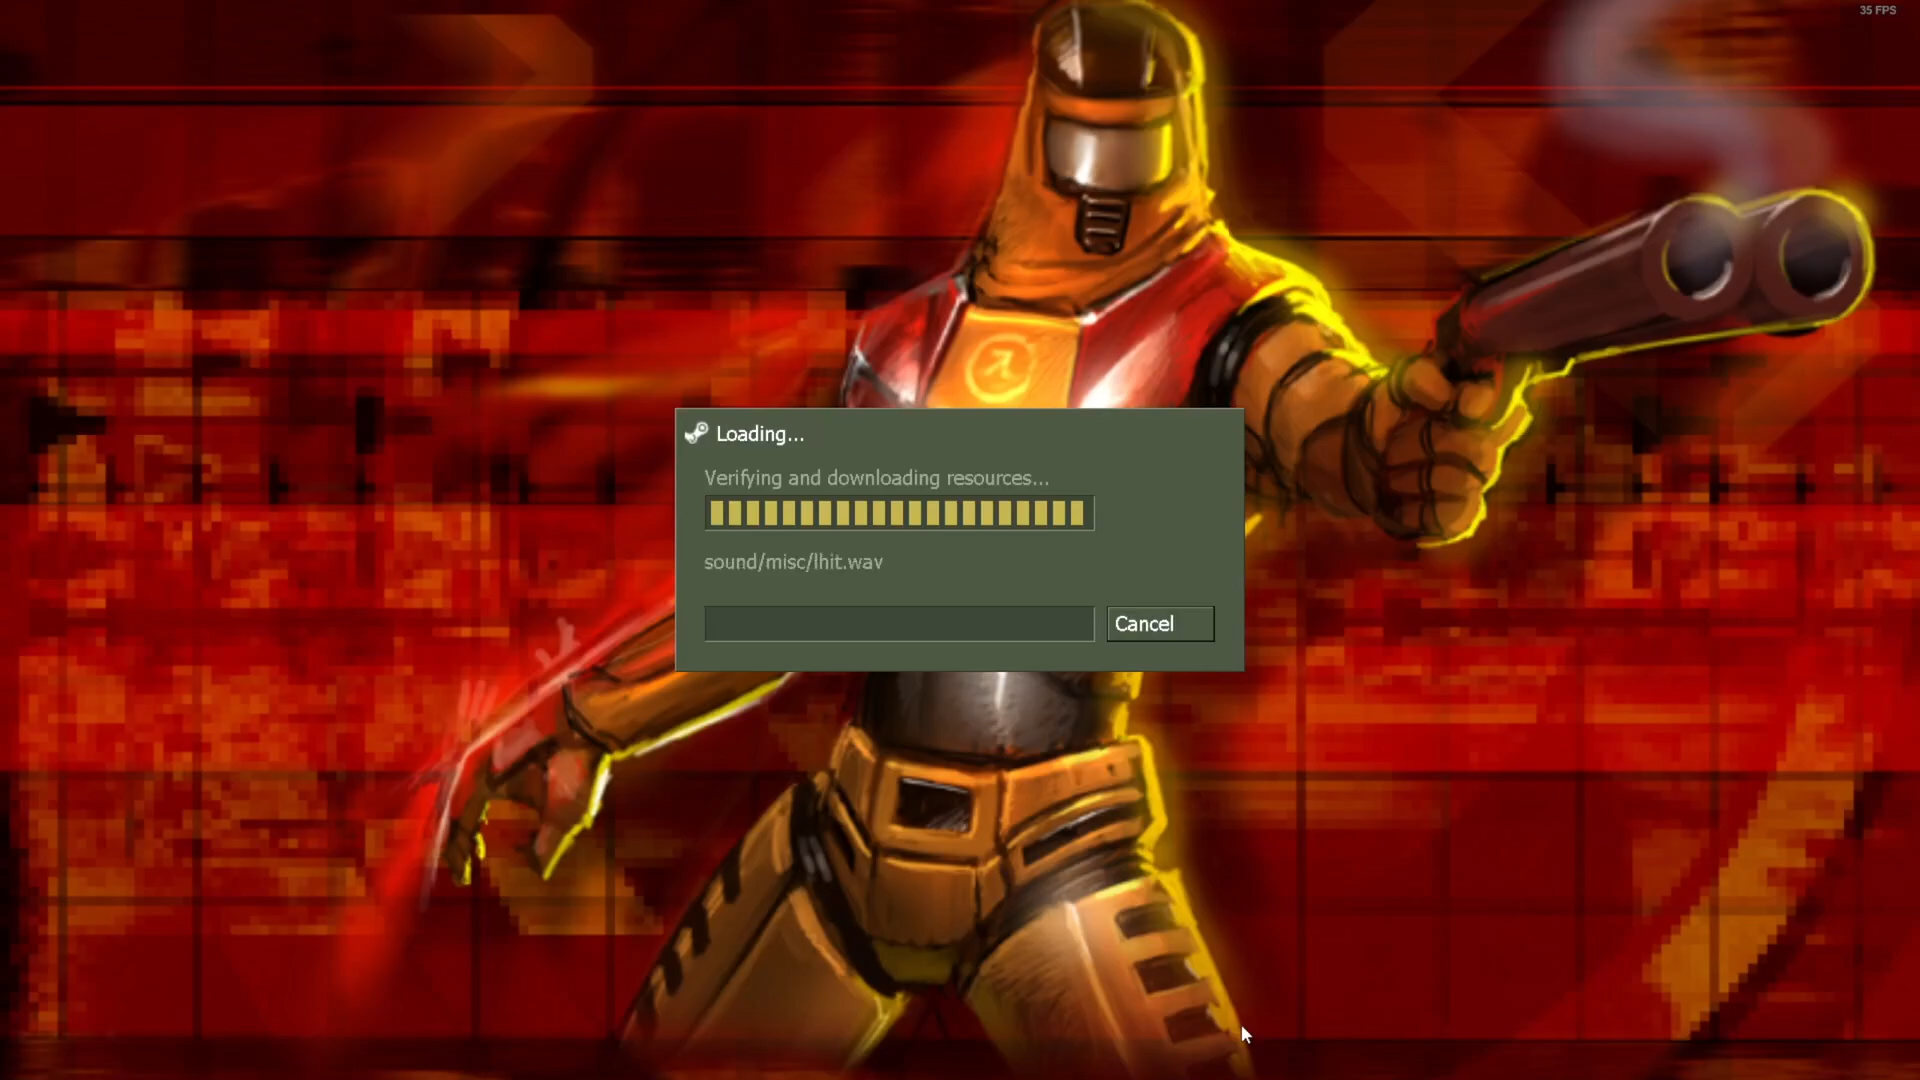 35 FPS
Loading...
Verifying and downloading resources...
sound/misc/lhit.wav
Cancel